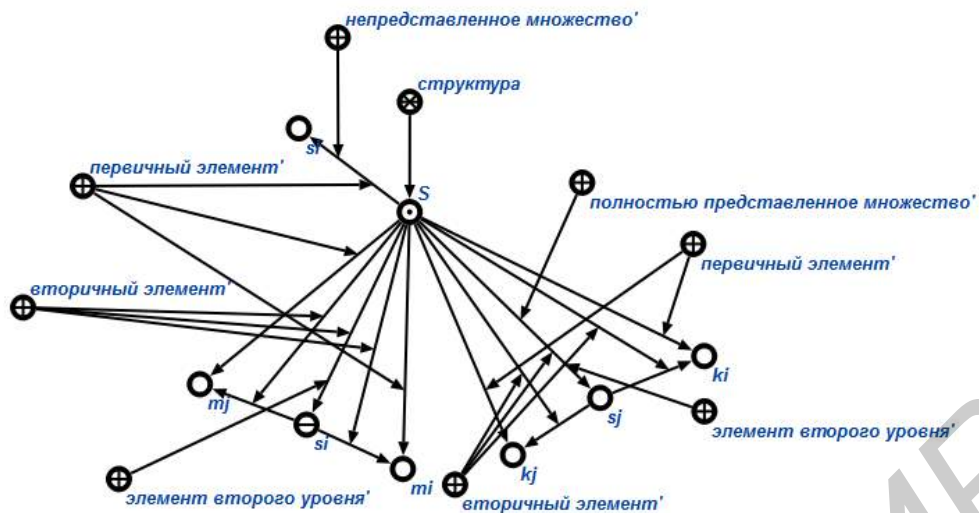 непредставленное множество'
структура
si
первичный элемент'
S
полностью представленное множество'
первичный элемент'
вторичный элемент'
ki
mj
sj
si
элемент второго уровня'
kj
mi
элемент второго уровня'
вторичный элемент'